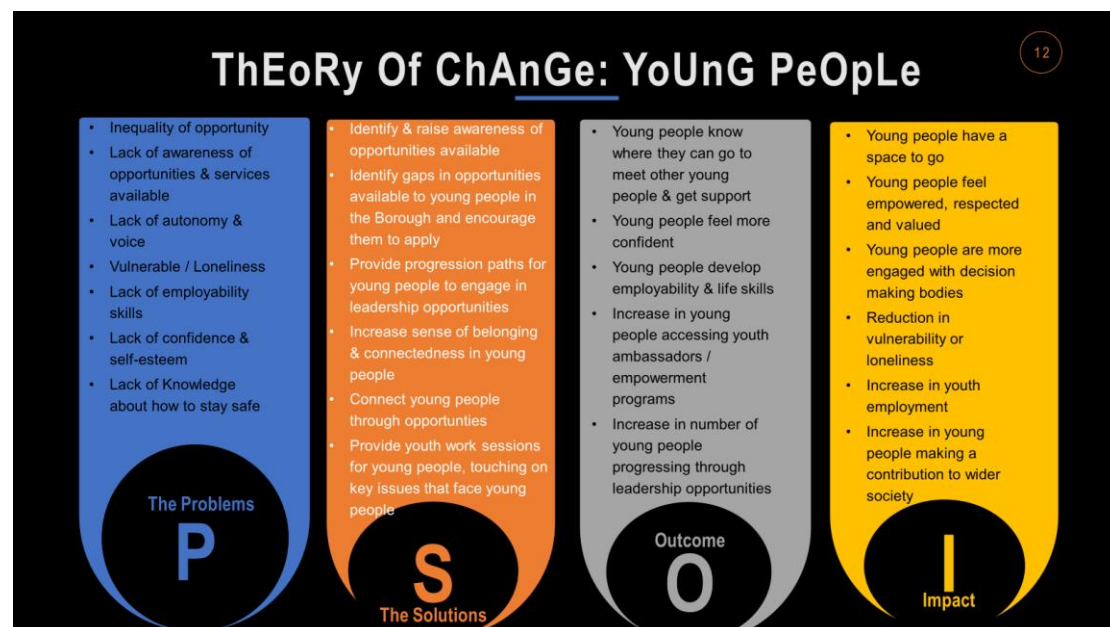 12
ThEoRy Of ChAnGe: YoUnG PeOpLe
• Inequality of opportunity
• Lack of awareness of
opportunities & services
available
• Lack of autonomy &
voice
• Vulnerable / Loneliness
• Lack of employability
skills
• Lack of confidence &
self-esteem
• Lack of Knowledge
about how to stay safe
The Problems
P
• Identify & raise awareness of
opportunities available
• Identify gaps in opportunities
available to young people in
the Borough and encourage
them to apply
• Provide progression paths for
young people to engage in
leadership opportunities
• Increase sense of belonging
& connectedness in young
people
• Connect young people
through opportunties
• Provide youth work sessions
for young people, touching on
key issues that face young
people
S
The Solutions
• Young people know
where they can go to
meet other young
people & get support
• Young people feel more
confident
• Young people develop
employability & life skills
• Increase in young
people accessing youth
ambassadors /
empowerment
programs
• Increase in number of
young people
progressing through
leadership opportunities
Outcome
O
• Young people have a
space to go
• Young people feel
empowered, respected
and valued
• Young people are more
engaged with decision
making bodies
• Reduction in
vulnerability or
loneliness
• Increase in youth
employment
• Increase in young
people making a
contribution to wider
society
I
Impact